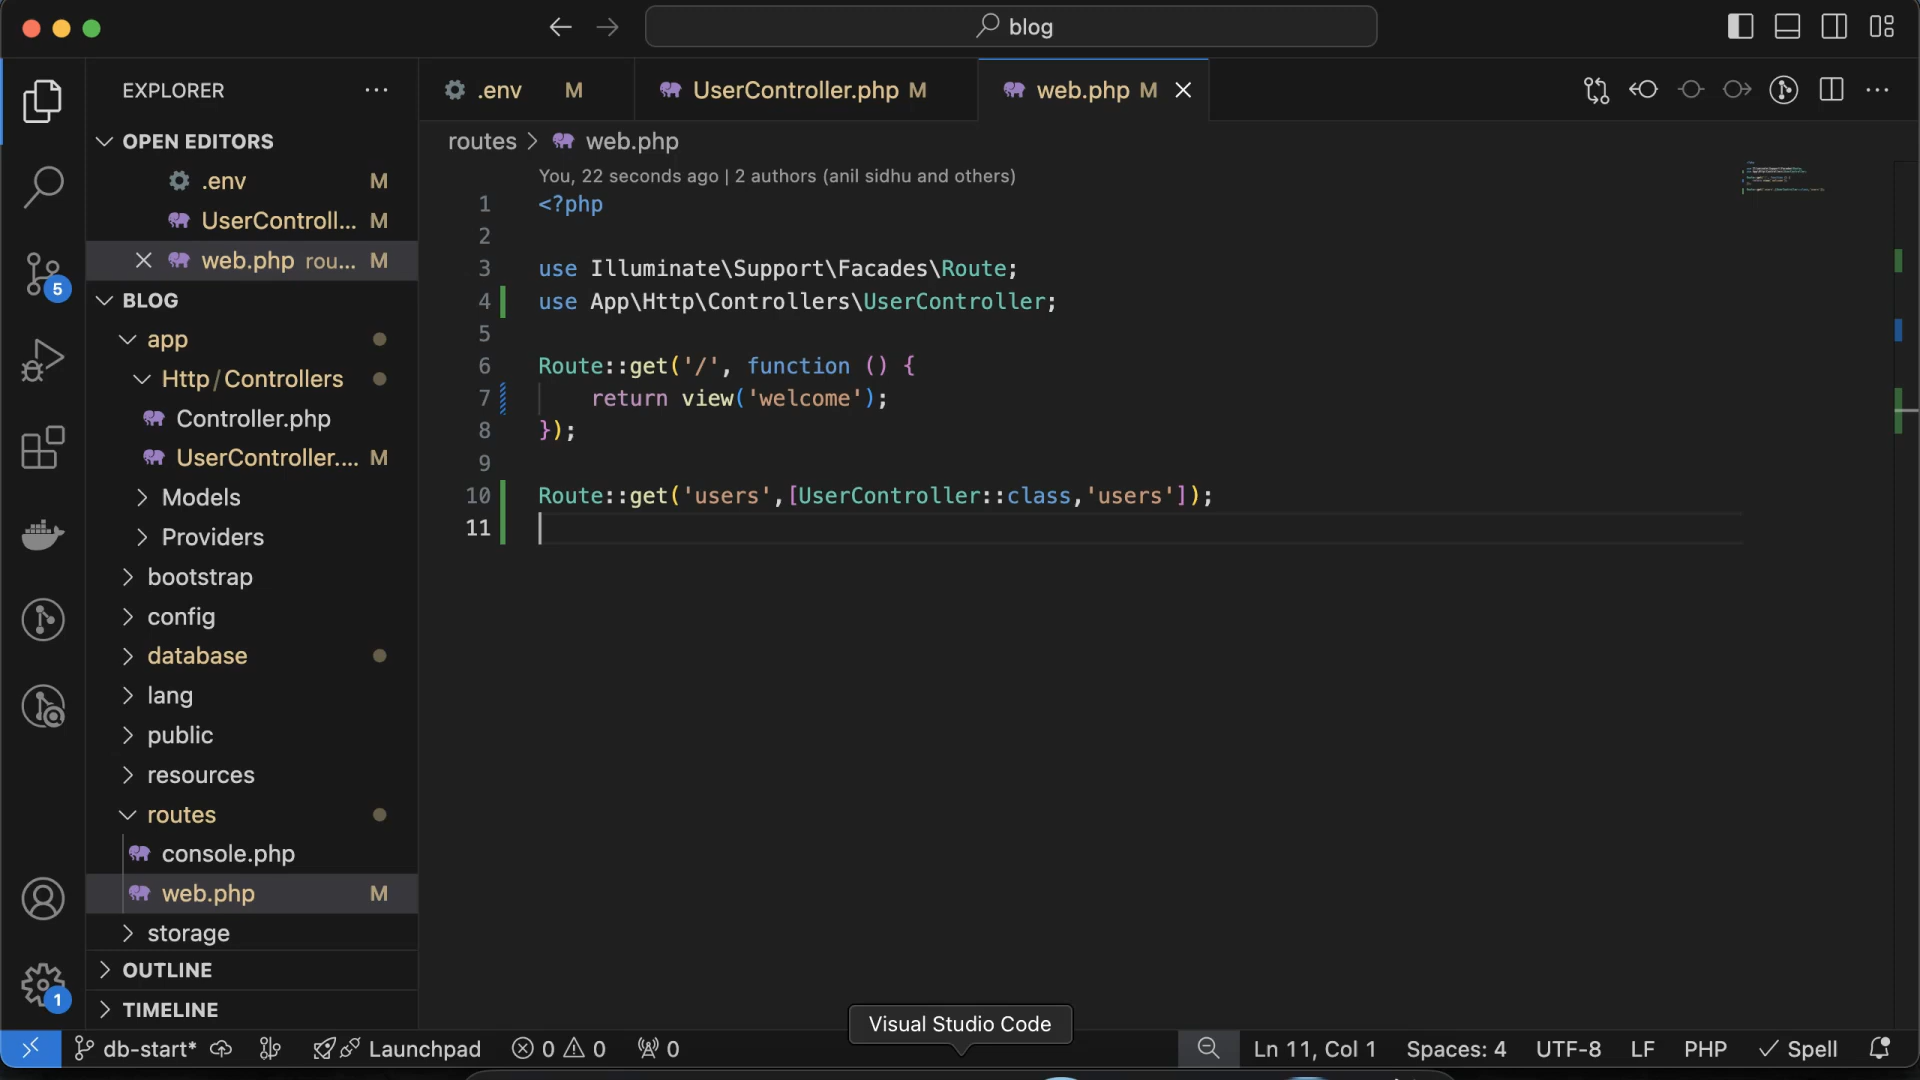 blog
EXPLORER
.env M
UserController.php M
web.php M
OPEN EDITORS
.env M
UserControll... M
web.php rou... M
BLOG
app
Http/Controllers
Controller.php
UserController.... M
Models
Providers
bootstrap
config
database
lang
public
resources
routes
console.php
web.php M
storage
OUTLINE
TIMELINE
5
1
routes > web.php
You, 22 seconds ago | 2 authors (anil sidhu and others)
1 <?php
2
3 use Illuminate\Support\Facades\Route;
4 use App\Http\Controllers\UserController;
5
6 Route::get('/', function () {
7 return view('welcome');
8 });
9
10 Route::get('users',[UserController::class,'users']);
11
Visual Studio Code
db-start* Launchpad 0 0 0 Ln 11, Col 1 Spaces: 4 UTF-8 LF PHP Spell